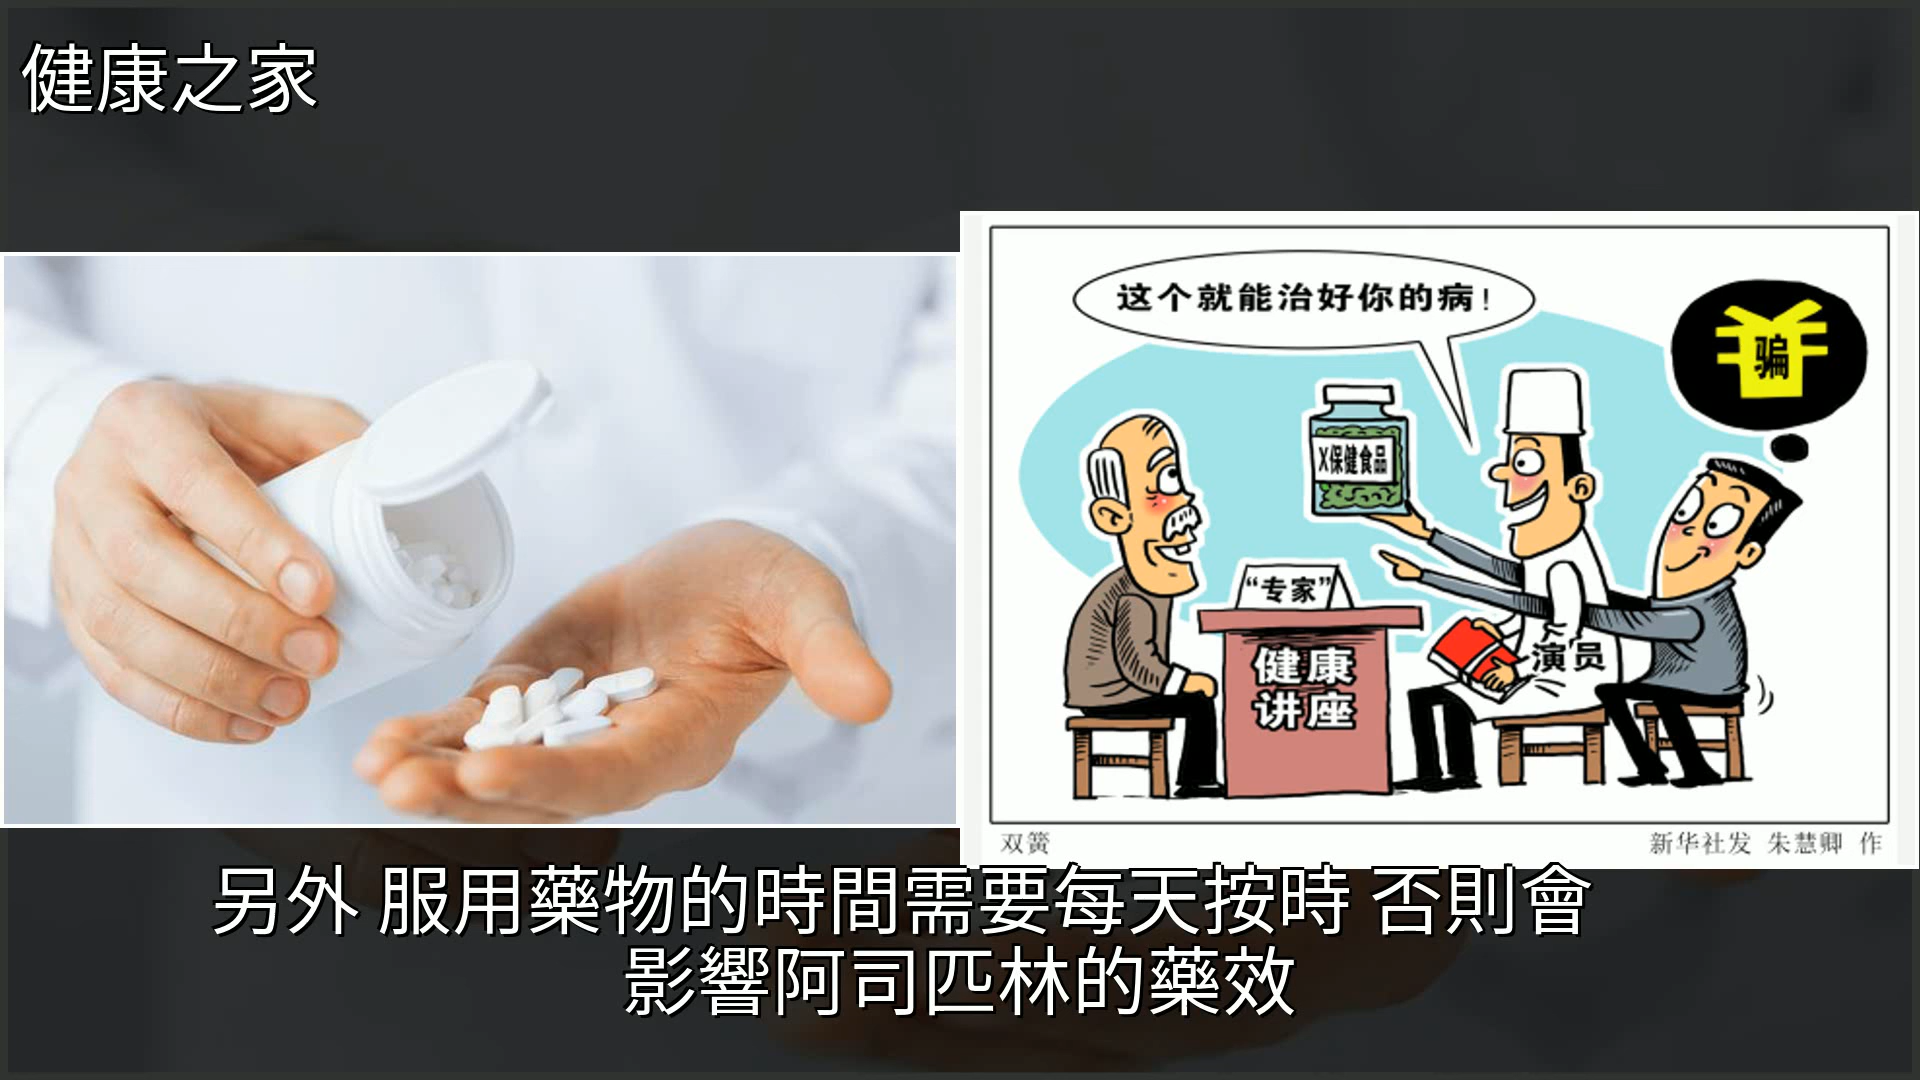 健康之家
这个就能治好你的病！
骗
X保健食品
“专家”
健康
讲座
演员
双簧
新华社发 朱慧卿 作
另外 服用藥物的時間需要每天按時 否則會
影響阿司匹林的藥效